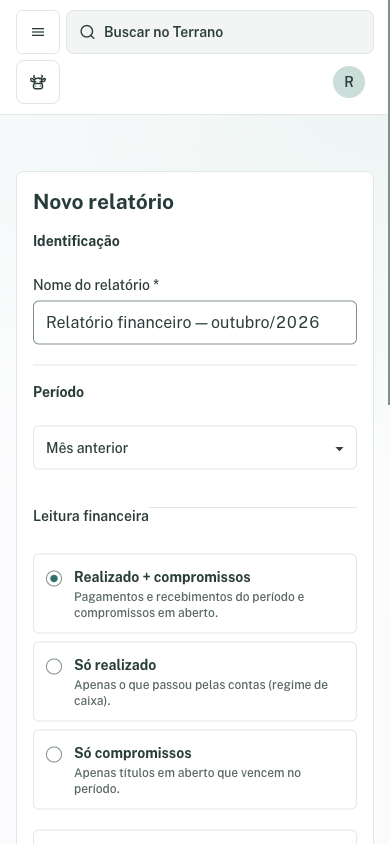 Buscar no Terrano
R
Novo relatório
Identificação
Nome do relatório *
Relatório financeiro — outubro/2026
Período
Mês anterior
Leitura financeira
Realizado + compromissos
Pagamentos e recebimentos do período e
compromissos em aberto.
Só realizado
Apenas o que passou pelas contas (regime de
caixa).
Só compromissos
Apenas títulos em aberto que vencem no
período.